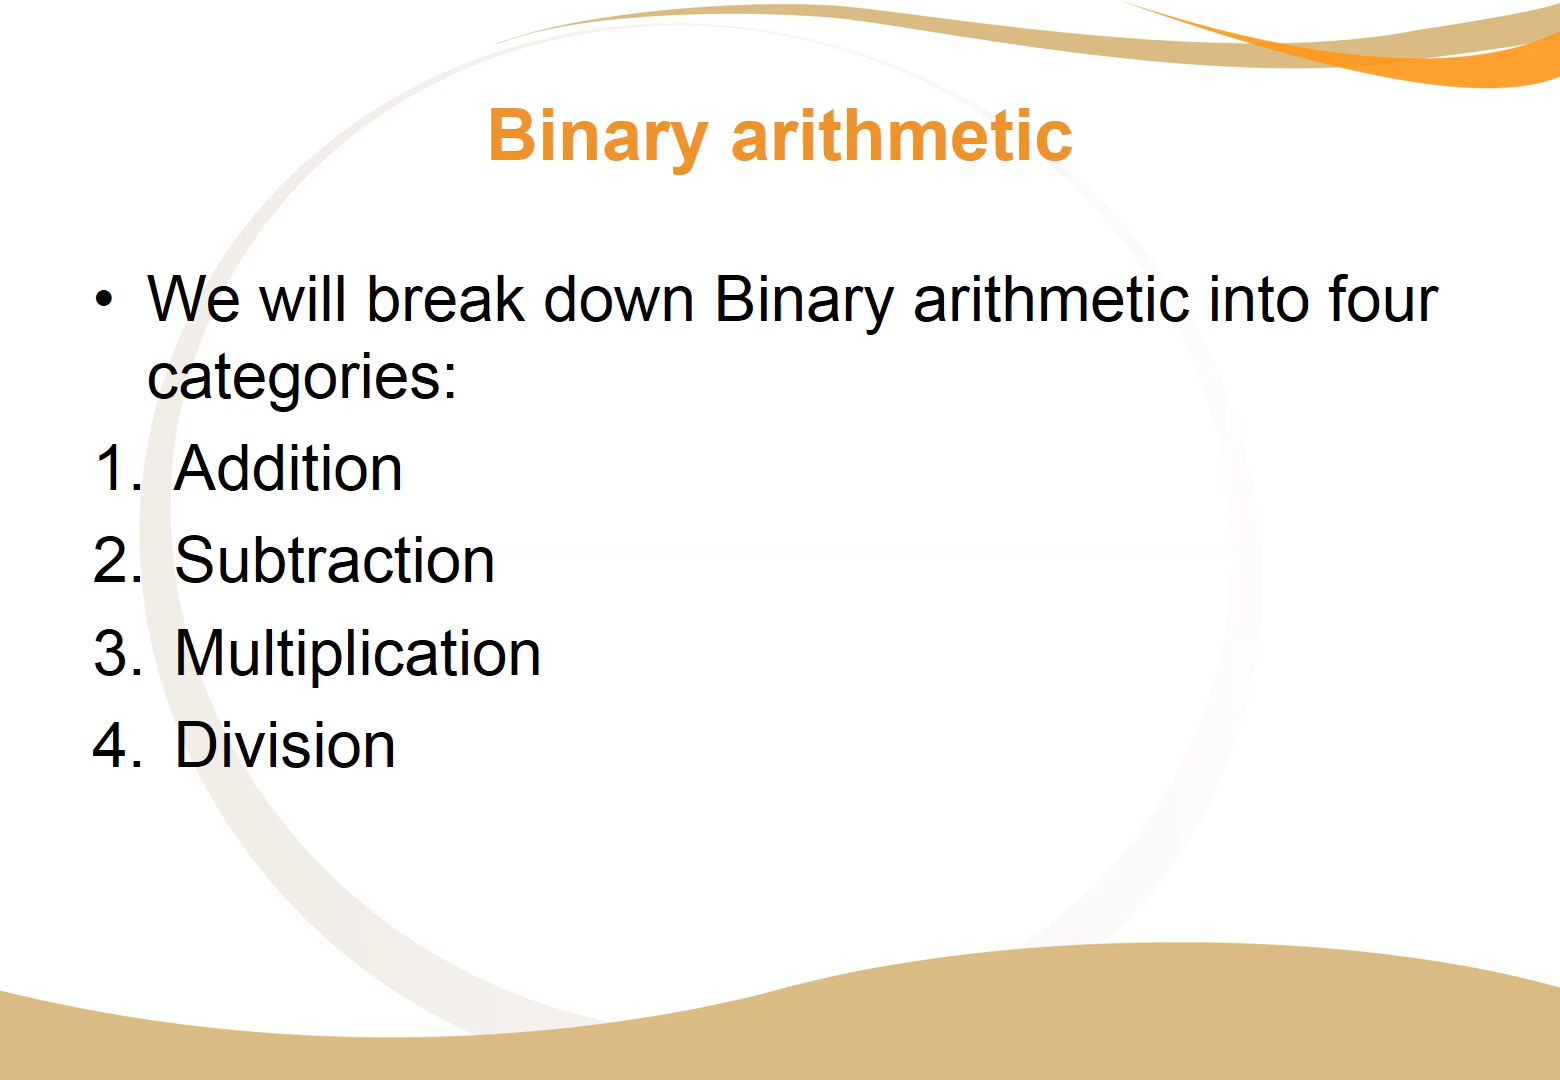 Binary arithmetic
• We will break down Binary arithmetic into four
categories:
1. Addition
2. Subtraction
3. Multiplication
4. Division